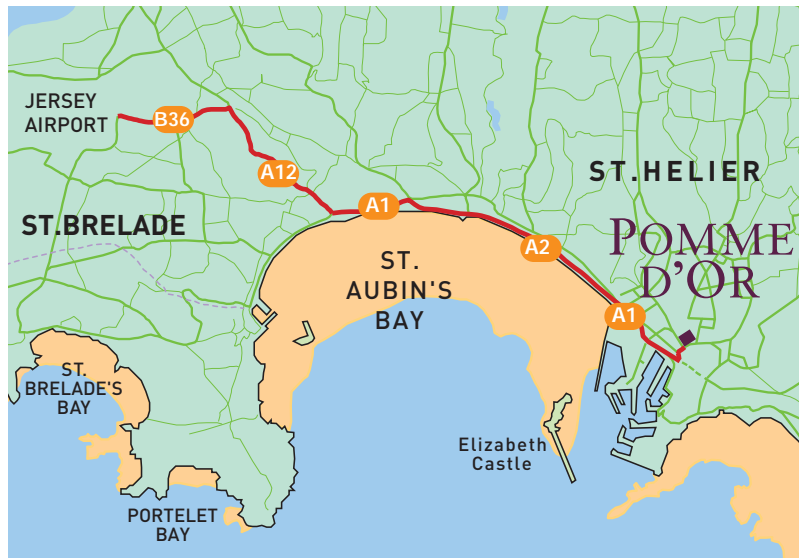 JERSEY
AIRPORT
B36
A12
A1
ST.HELIER
ST.BRELADE
POMME
D'OR
A2
ST.
AUBIN'S
BAY
A1
ST.
BRELADE'S
BAY
Elizabeth
Castle
PORTELET
BAY